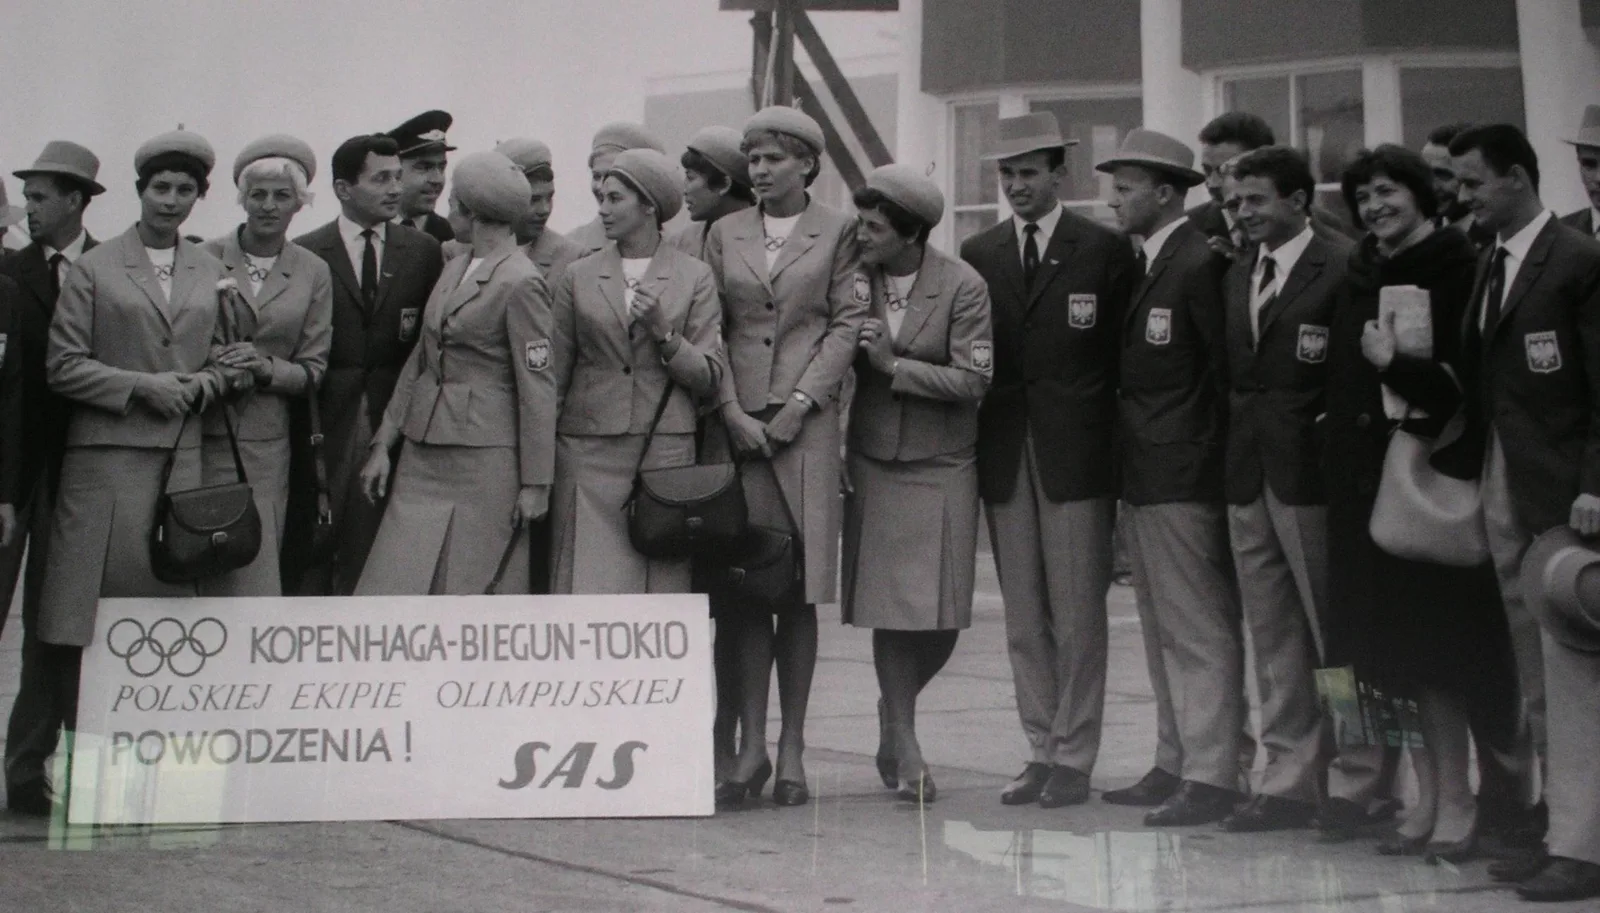 KOPENHAGA-BIEGUN-TOKIO
POLSKIEJ EKIPIE OLIMPIJSKIEJ
POWODZENIA!
SAS